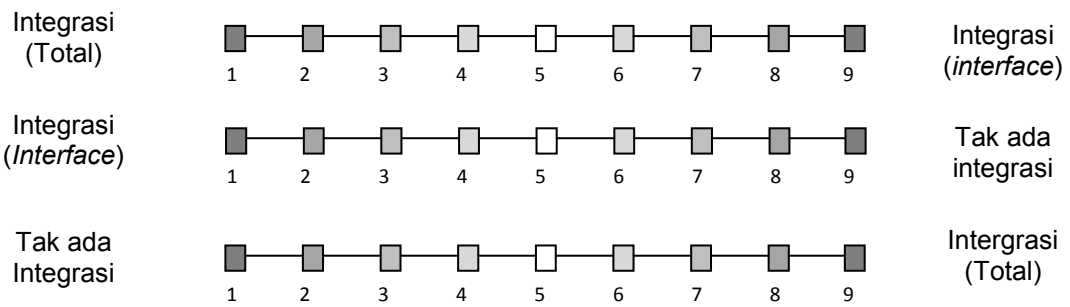 Integrasi
(Total)
1 2 3 4 5 6 7 8 9
Integrasi
(interface)
Integrasi
(Interface)
1 2 3 4 5 6 7 8 9
Tak ada
integrasi
Tak ada
Integrasi
1 2 3 4 5 6 7 8 9
Intergrasi
(Total)